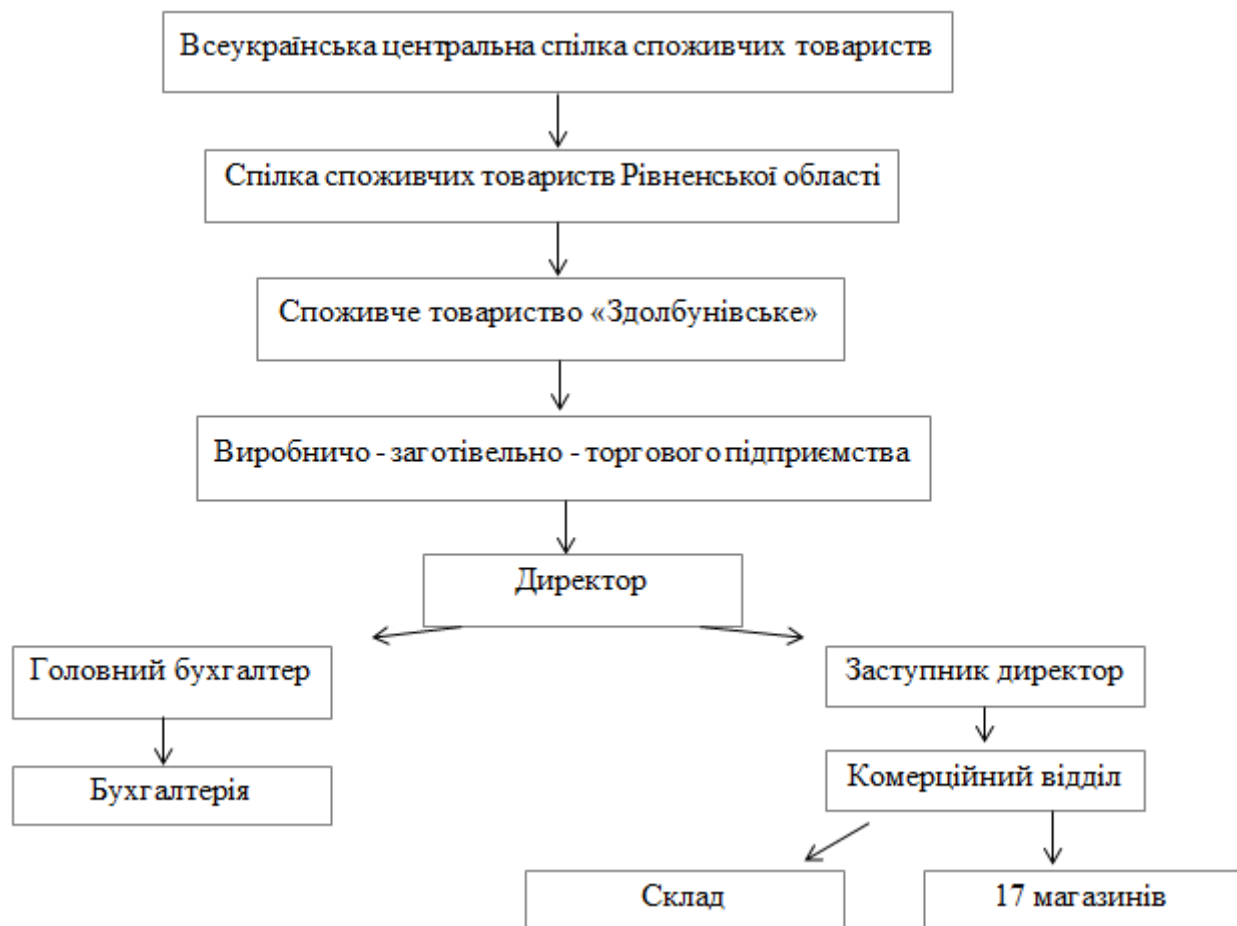 Всеукраїнська центральна спілка споживчих товариств
Спілка споживчих товариств Рівненської області
Споживче товариство «Здолбунівське»
Виробничо - заготівельно - торгового підприємства
Директор
Головний бухгалтер
Заступник директор
Бухгалтерія
Комерційний відділ
Склад
17 магазинів